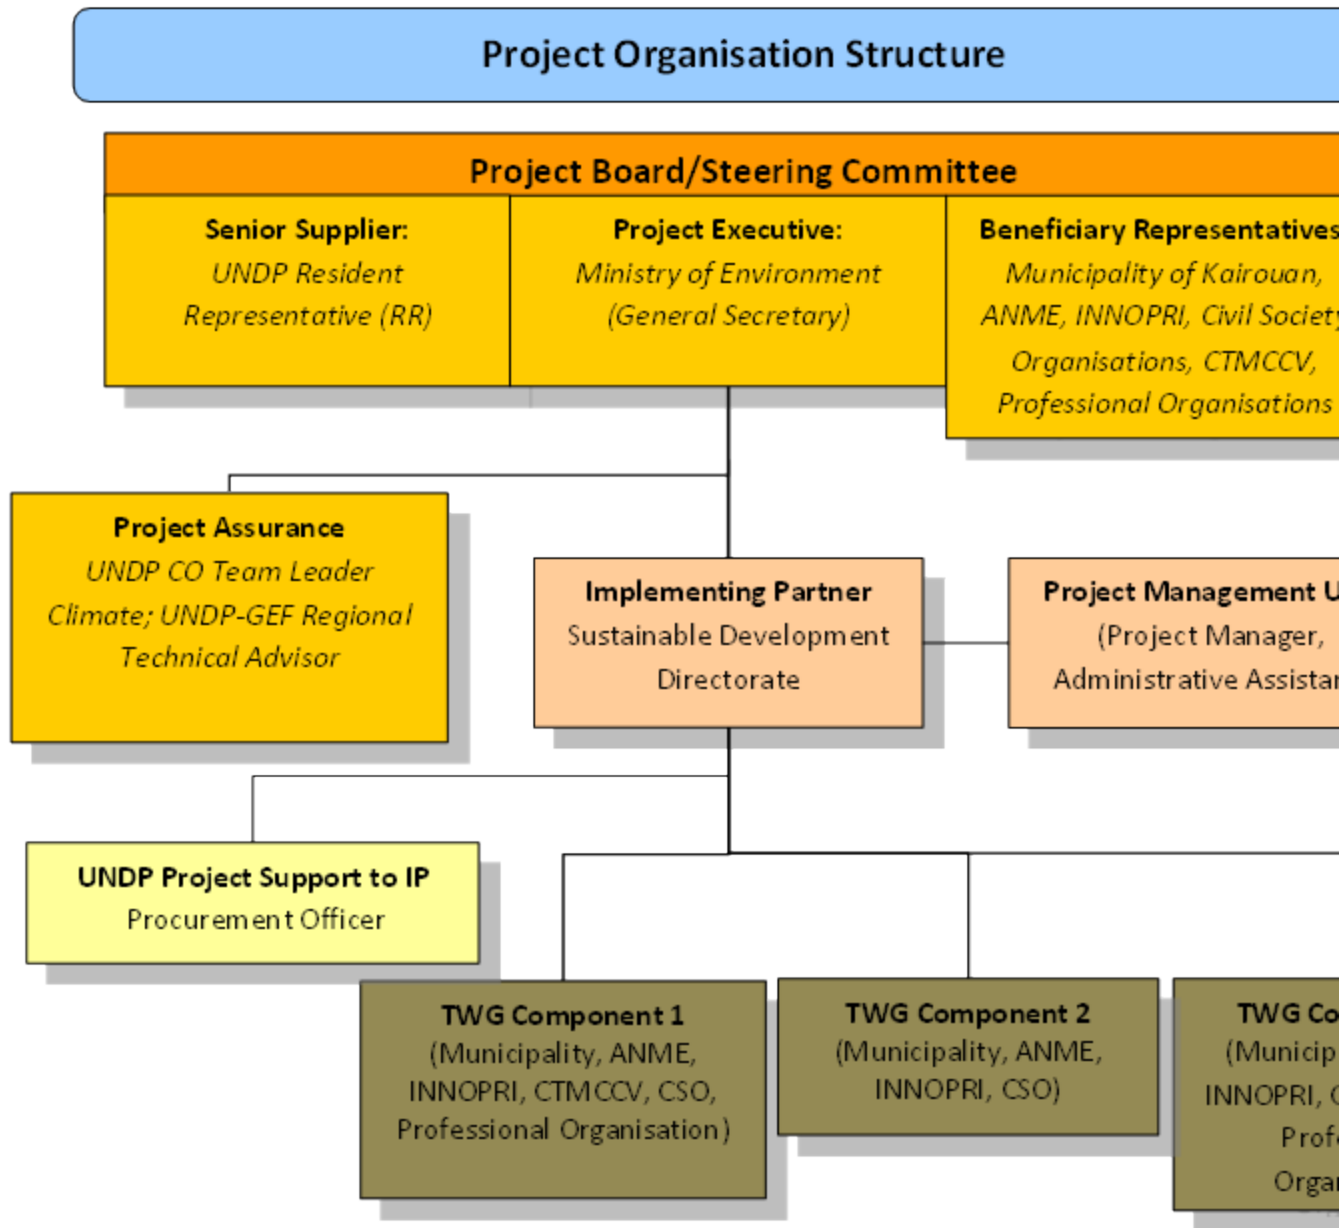 Project Organisation Structure
Project Board/Steering Committee
Senior Supplier:
UNDP Resident
Representative (RR)
Project Executive:
Ministry of Environment
(General Secretary)
Beneficiary Representatives
Municipality of Kairouan,
ANME, INNOPRI, Civil Society
Organisations, CTMCCV,
Professional Organisations
Project Assurance
UNDP CO Team Leader
Climate; UNDP-GEF Regional
Technical Advisor
Implementing Partner
Sustainable Development
Directorate
Project Management
(Project Manager,
Administrative
UNDP Project Support to IP
Procurement Officer
TWG Component 1
(Municipality, ANME,
INNOPRI, CTMCCV, CSO,
Professional Organisation)
TWG Component 2
(Municipality, ANME,
INNOPRI, CSO)
TWG
INNOPRI,